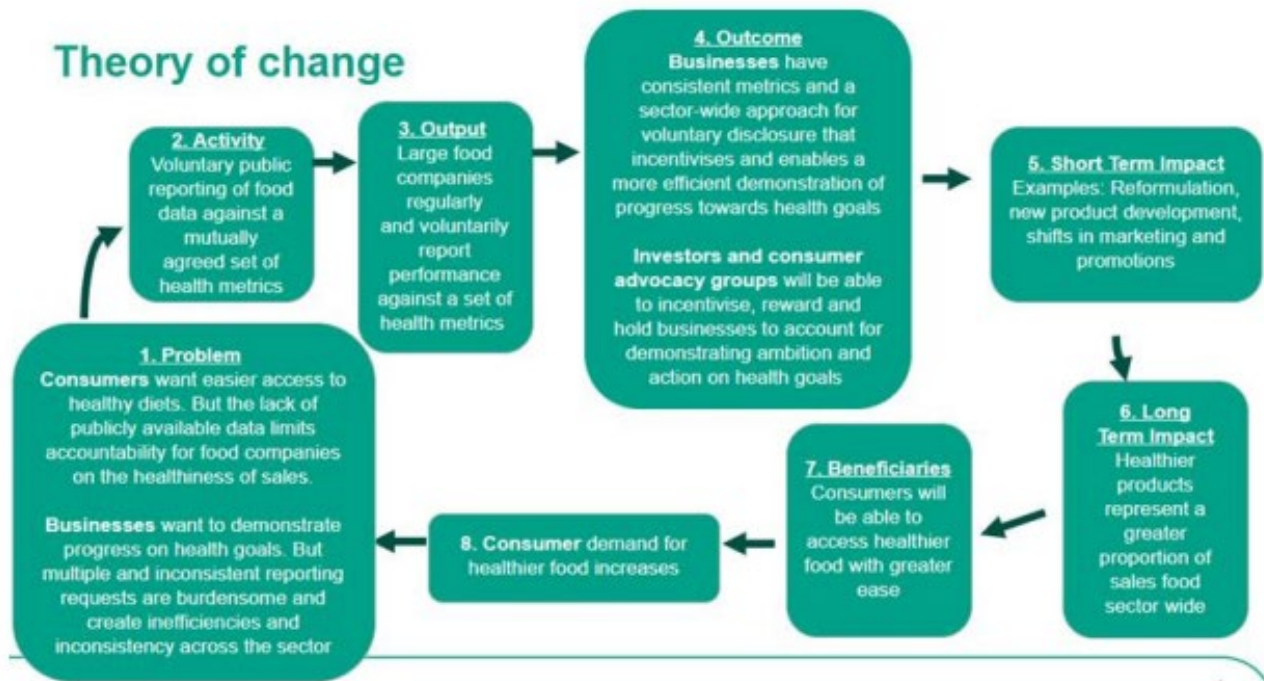 Theory of change
1. Problem
Consumers want easier access to
healthy diets. But the lack of
publicly available data limits
accountability for food companies
on the healthiness of sales.
Businesses want to demonstrate
progress on health goals. But
multiple and inconsistent reporting
requests are burdensome and
create inefficiencies and
inconsistency across the sector
2. Activity
Voluntary public
reporting of food
data against a
mutually
agreed set of
health metrics
3. Output
Large food
companies
regularly
and voluntarily
report
performance
against a set of
health metrics
4. Outcome
Businesses have
consistent metrics and a
sector-wide approach for
voluntary disclosure that
incentivises and enables a
more efficient demonstration of
progress towards health goals
Investors and consumer
advocacy groups will be able
to incentivise, reward and
hold businesses to account for
demonstrating ambition and
action on health goals
5. Short Term Impact
Examples: Reformulation,
new product development,
shifts in marketing and
promotions
6. Long
Term Impact
Healthier
products
represent a
greater
proportion of
sales food
sector wide
7. Beneficiaries
Consumers will
be able to
access healthier
food with greater
ease
8. Consumer demand for
healthier food increases